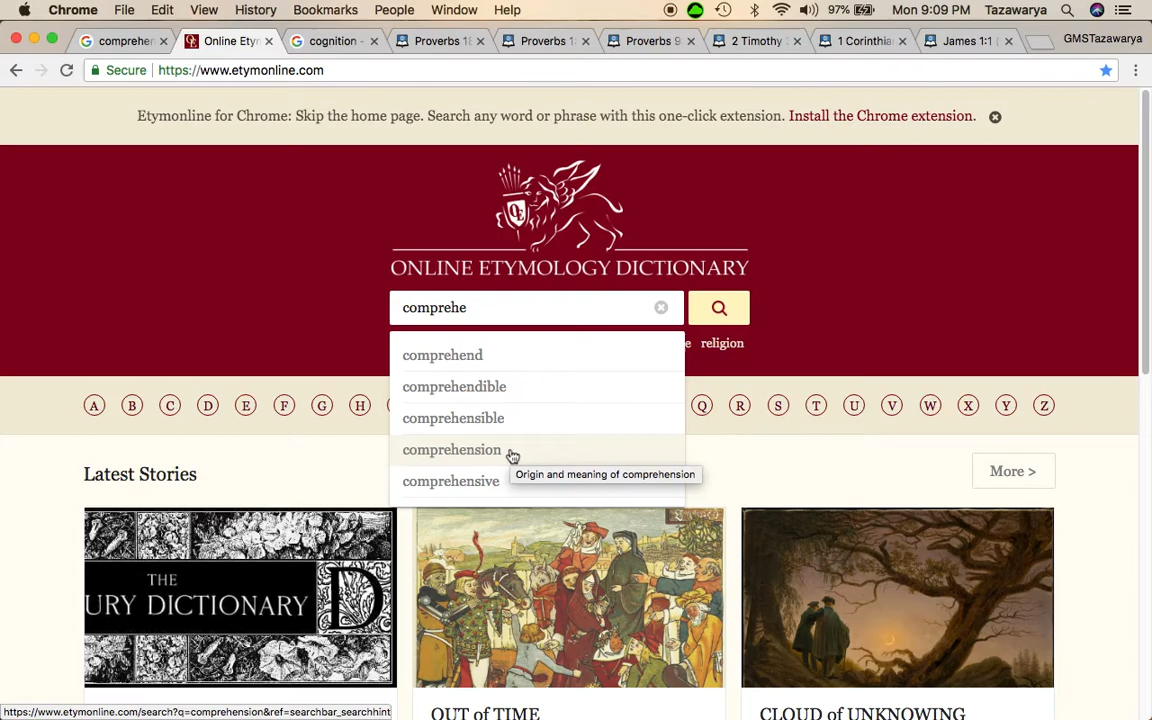 Chrome File Edit View History Bookmarks People Window Help 97% Mon 9:09 PM Tazawarya
comprehen Online Etyn cognition - Proverbs 18 Proverbs 1: Proverbs 9: 2 Timothy 1 Corinthia James 1:1 ( GMSTazawarya
Secure https://www.etymonline.com
Etymonline for Chrome: Skip the home page. Search any word or phrase with this one-click extension. Install the Chrome extension.
OE
ONLINE ETYMOLOGY DICTIONARY
comprehe
e religion
comprehend
comprehendible
comprehensible
comprehension
comprehensive
Origin and meaning of comprehension
A B C D E F G H Q R S T U V W X Y Z
Latest Stories
More >
THE
URY DICTIONARY
D
OUT of TIME
CLOUD of UNKNOWING
https://www.etymonline.com/search?q=comprehension&ref=searchbar_searchhint